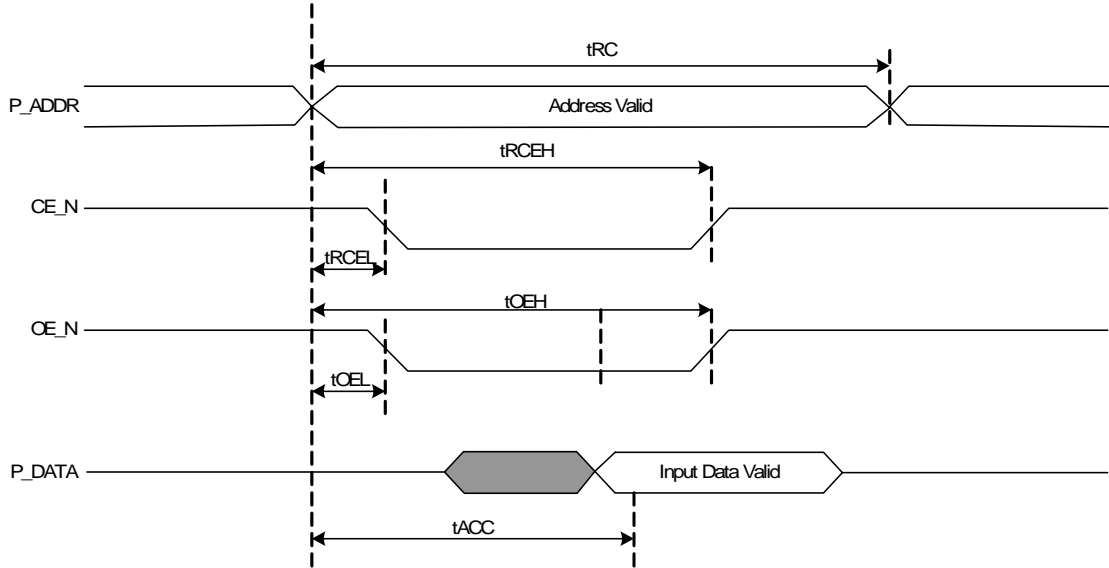 tRC
P_ADDR
Address Valid
tRCEH
CE_N
tRCEL
tOEH
OE_N
tOEL
P_DATA
Input Data Valid
tACC